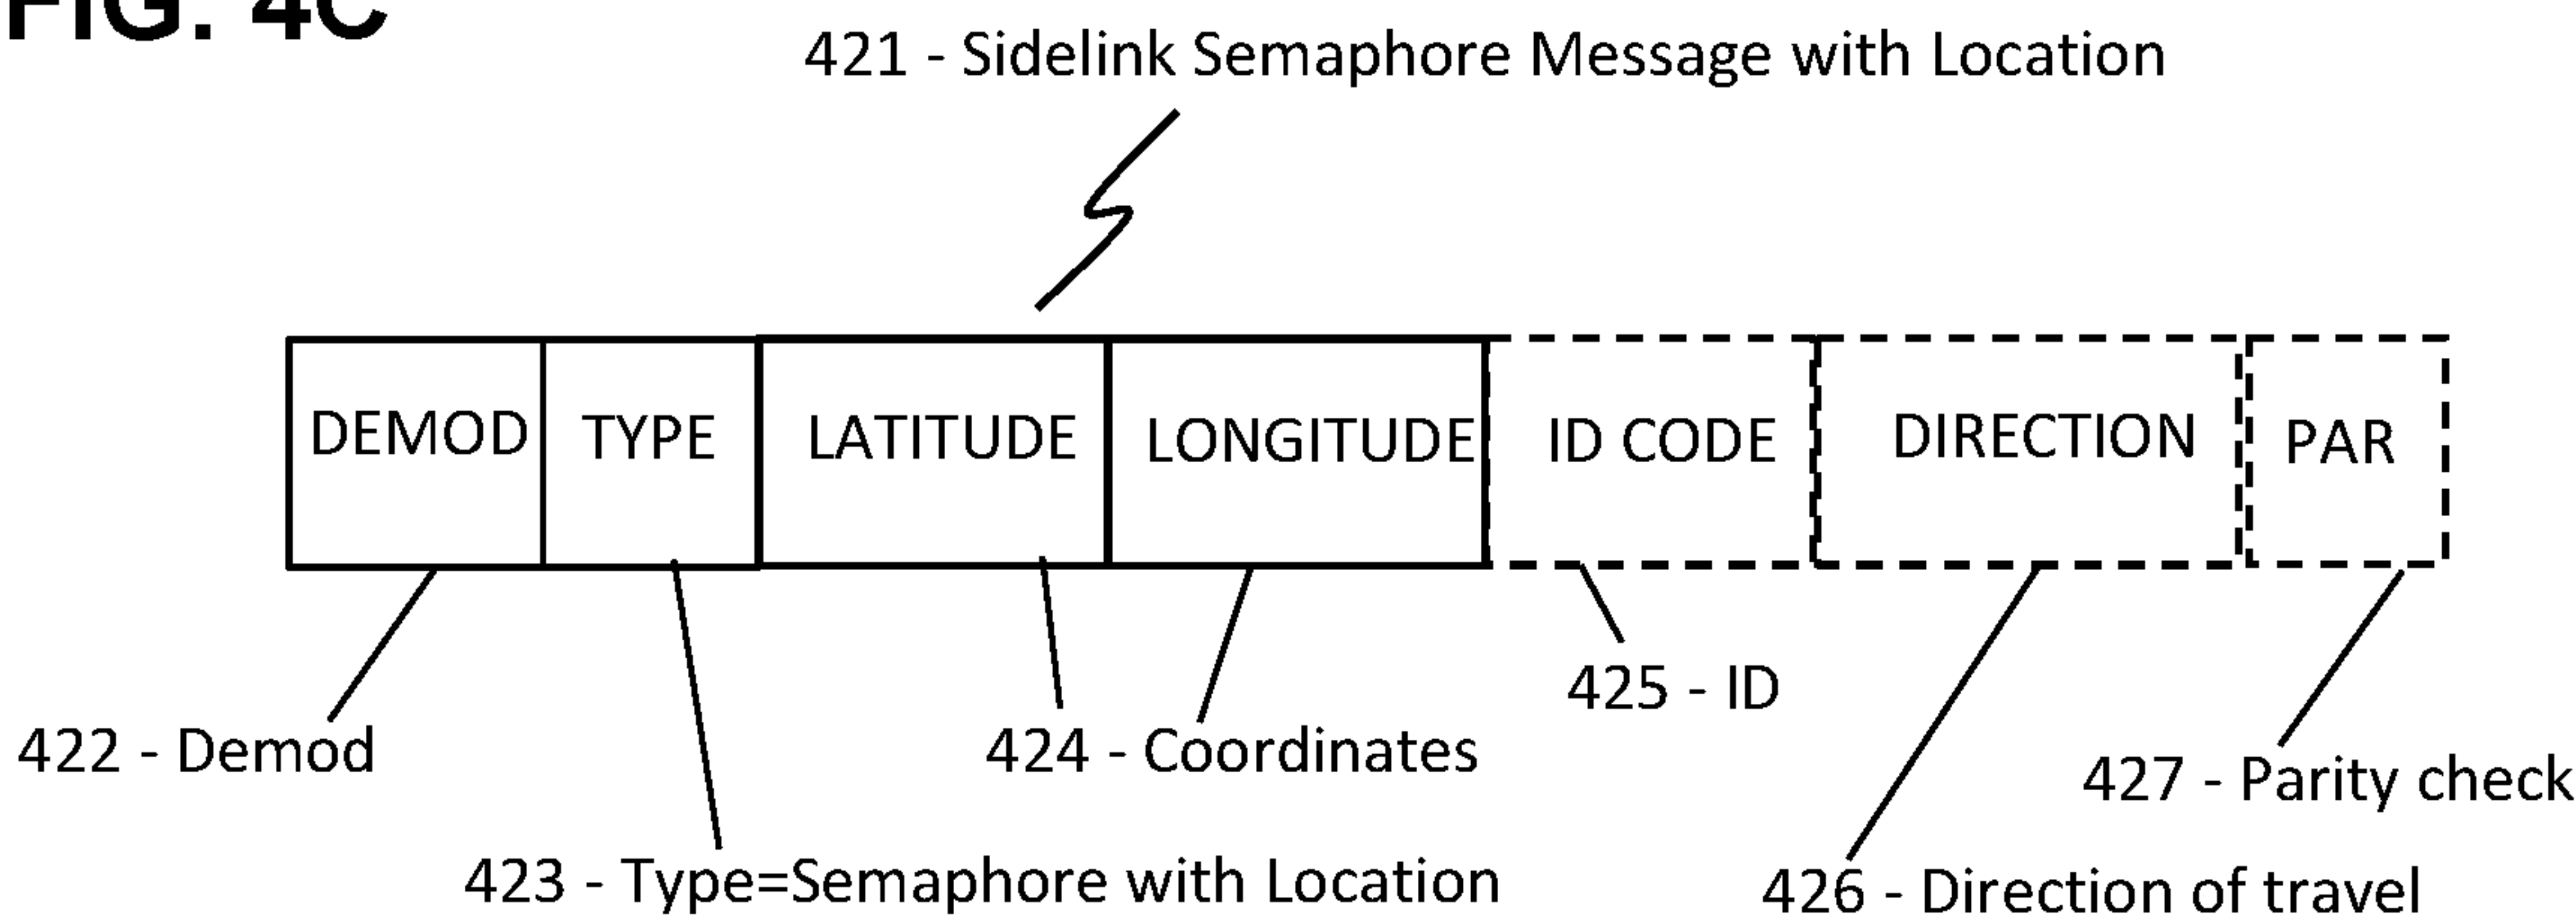 FIG. 4C
421 - Sidelink Semaphore Message with Location
DEMOD TYPE LATITUDE LONGITUDE ID CODE DIRECTION PAR
425 - ID
422 - Demod
424 - Coordinates
427 - Parity check
423 - Type=Semaphore with Location
426 - Direction of travel